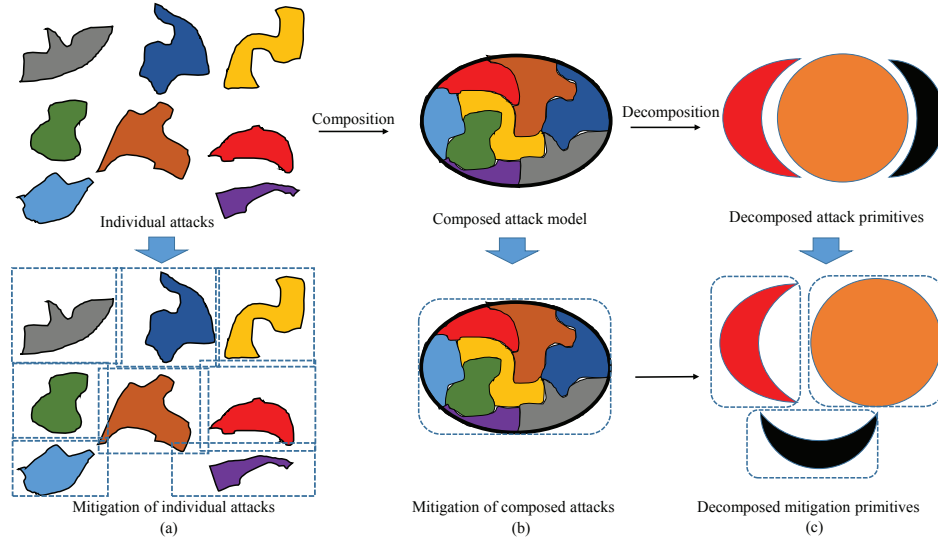 Composition
Decomposition
Individual attacks
Composed attack model
Decomposed attack primitives
Mitigation of individual attacks
Mitigation of composed attacks
Decomposed mitigation primitives
(a)
(b)
(c)